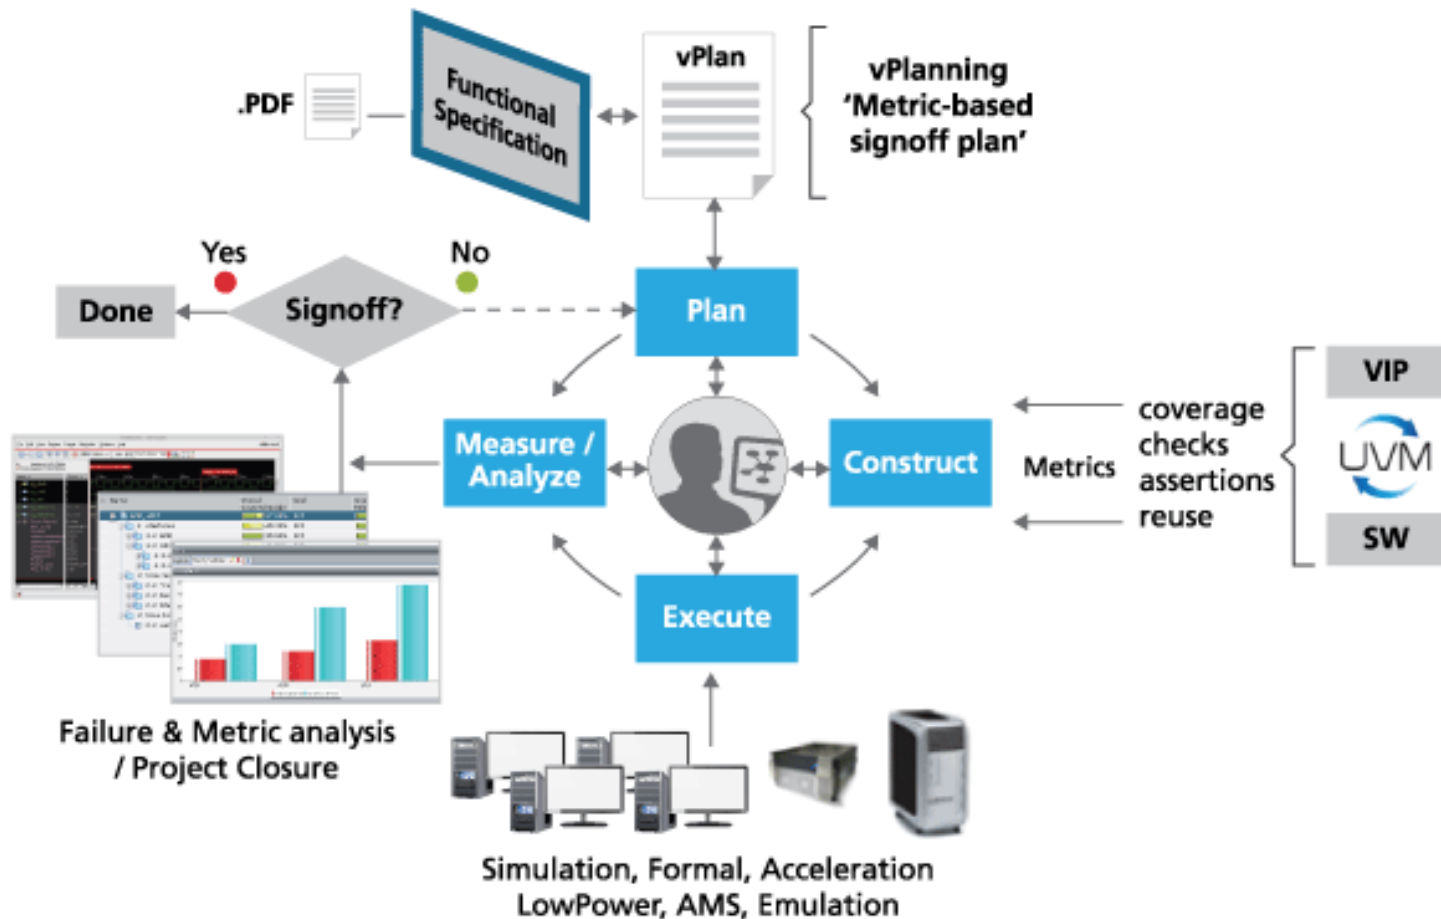 vPlan
.PDF
Functional
Specification
vPlanning
‘Metric-based
signoff plan’
Yes
No
Done
Signoff?
Plan
Measure /
Analyze
Construct
Metrics
coverage
checks
assertions
reuse
VIP
UVM
SW
Execute
Failure & Metric analysis
/ Project Closure
Simulation, Formal, Acceleration
LowPower, AMS, Emulation